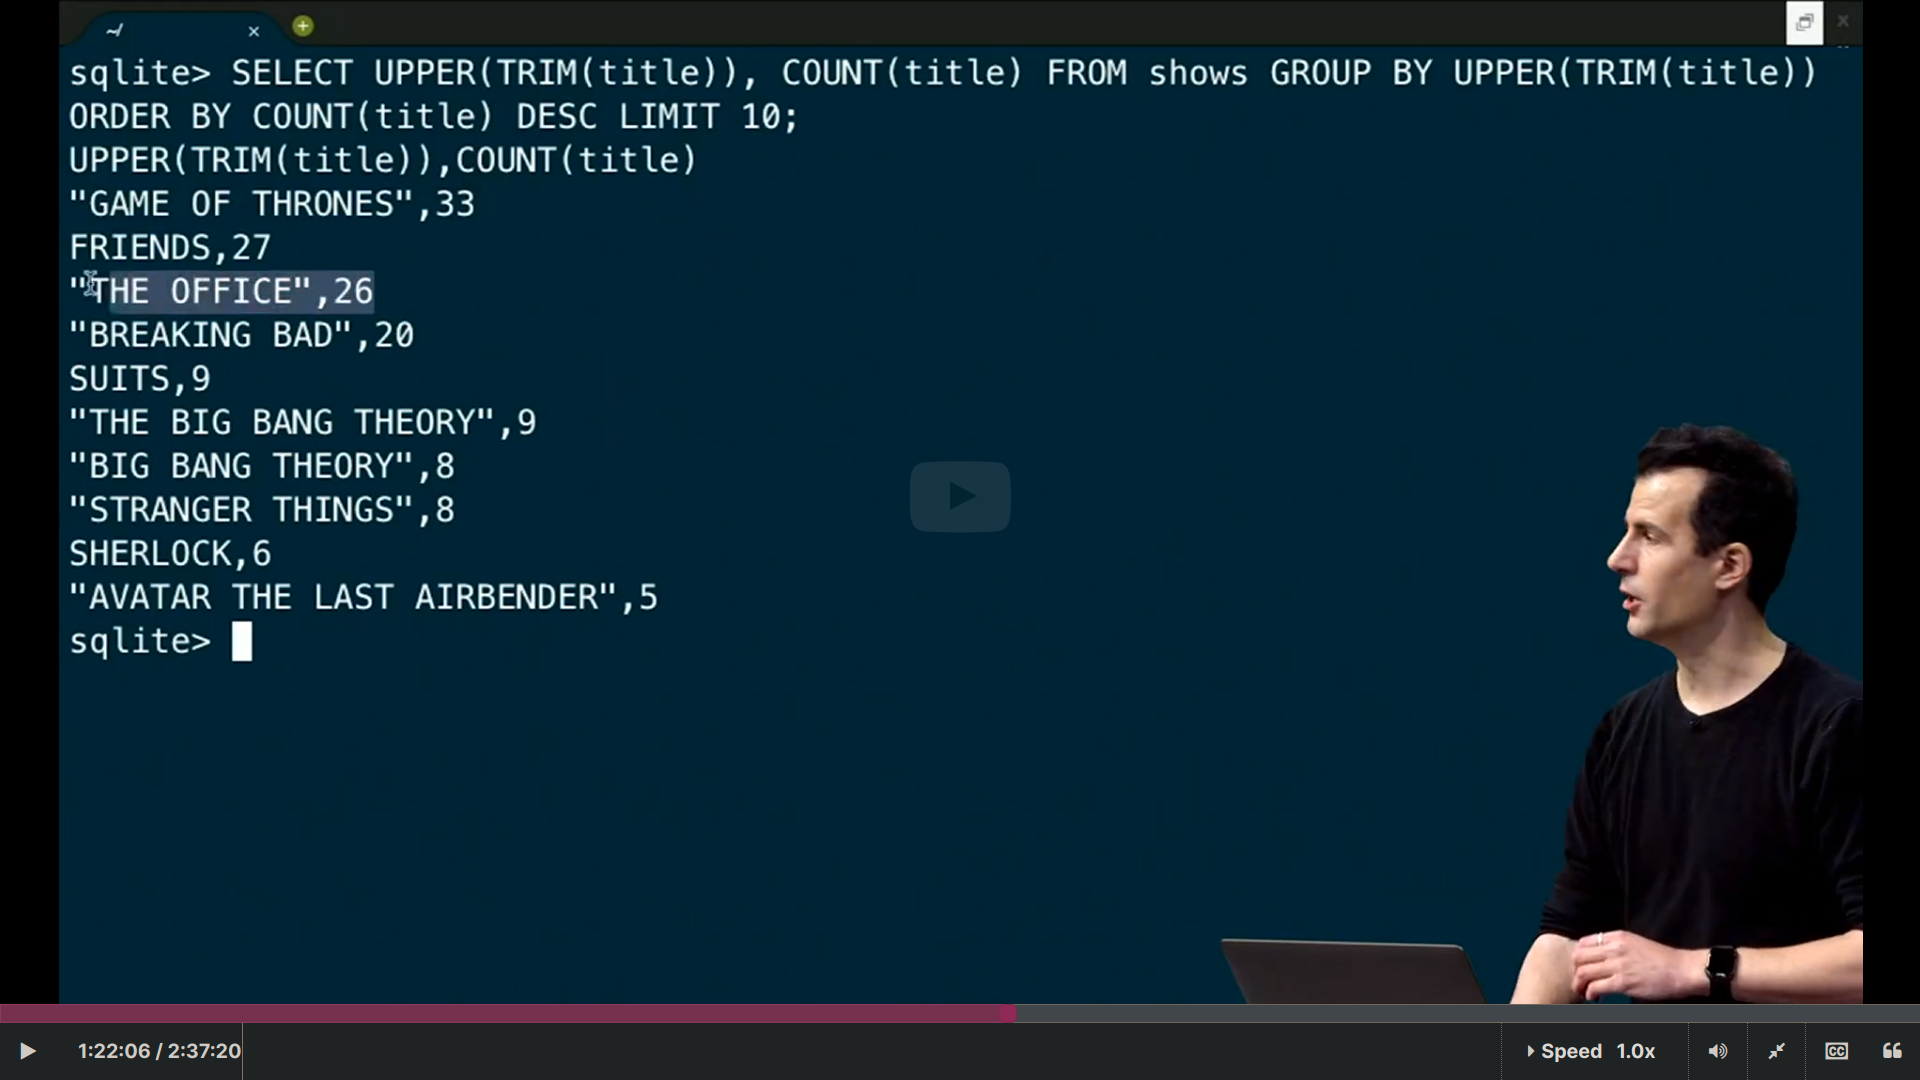 sqlite> SELECT UPPER(TRIM(title)), COUNT(title) FROM shows GROUP BY UPPER(TRIM(title))
ORDER BY COUNT(title) DESC LIMIT 10;
UPPER(TRIM(title)),COUNT(title)
"GAME OF THRONES",33
FRIENDS,27
"THE OFFICE",26
"BREAKING BAD",20
SUITS,9
"THE BIG BANG THEORY",9
"BIG BANG THEORY",8
"STRANGER THINGS",8
SHERLOCK,6
"AVATAR THE LAST AIRBENDER",5
sqlite>
1:22:06 / 2:37:20
Speed 1.0x
CC